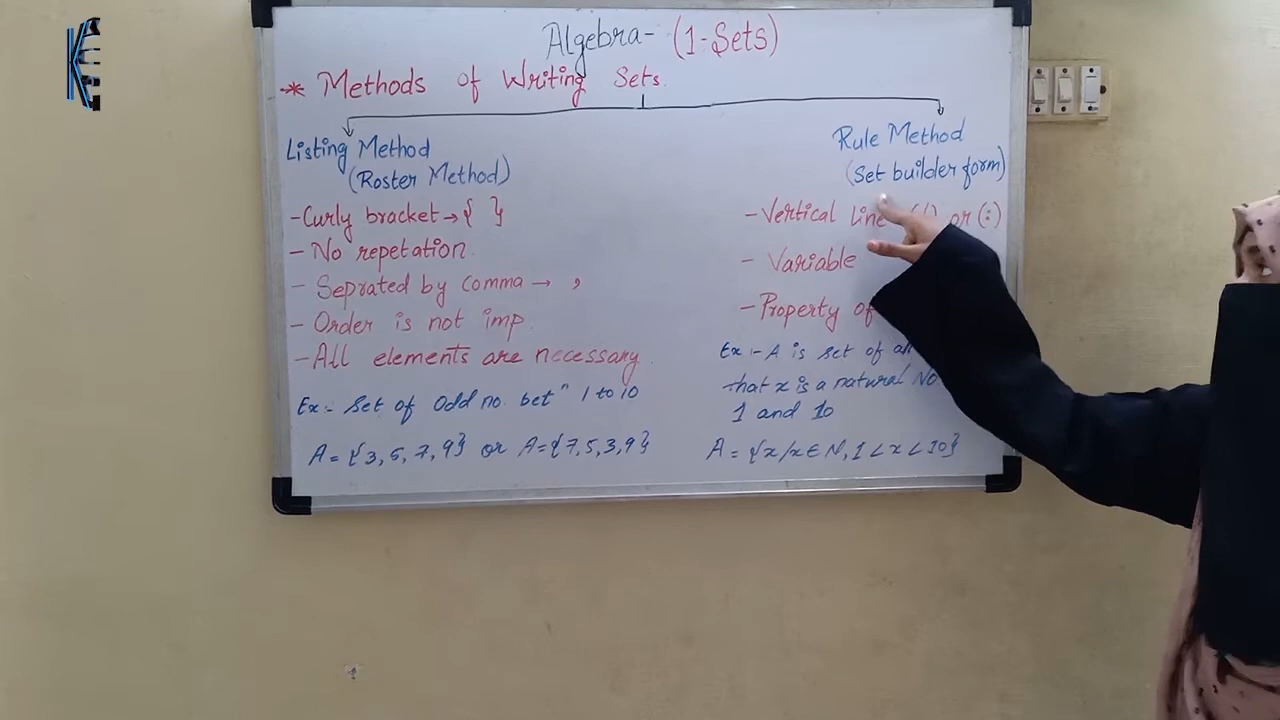 Algebra- (1-Sets)
* Methods of Writing Sets.
Listing Method
(Roster Method)
- Curly bracket → { }
- No repetation.
- Seprated by comma → ,
- Order is not imp.
- All elements are necessary.
Ex:- Set of Odd no. betⁿ 1 to 10
A = {3, 5, 7, 9} or A = {7, 5, 3, 9}
Rule Method
(Set builder form)
- Vertical line (/) or (:)
- Variable
- Property of
Ex:- A is set of
that x is a natural No
1 and 10
A = {x/x ∈ N, 1 < x < 10}